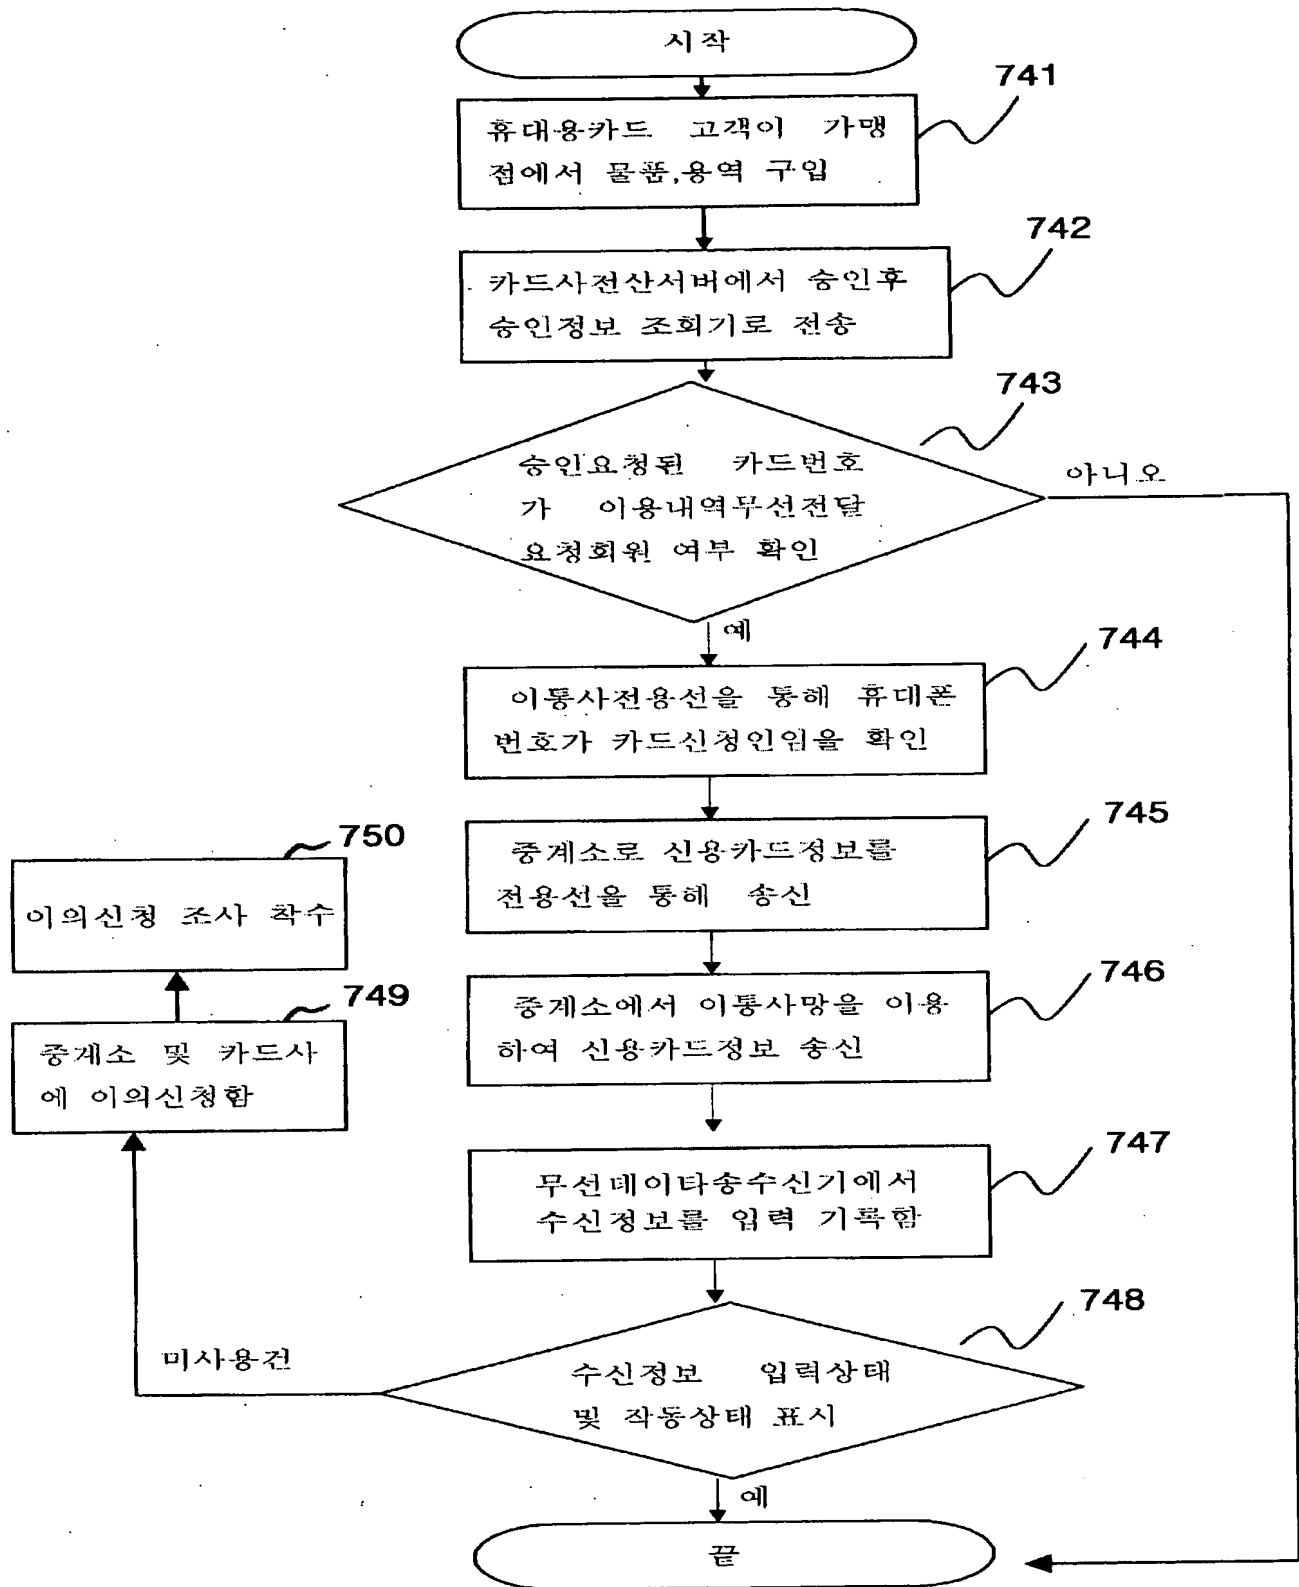 시작
741
휴대용카드 고객이 가맹
점에서 물품,용역 구입
742
카드사전산서버에서 승인후
승인정보 조회기로 전송
743
승인요청된 카드번호
가 이용내역무선전달
요청회원 여부 확인
아니오
예
744
이통사전용선을 통해 휴대폰
번호가 카드신청인임을 확인
745
중계소로 신용카드정보를
전용선을 통해 송신
750
이의신청 조사 착수
746
중계소에서 이통사망을 이용
하여 신용카드정보 송신
749
중계소 및 카드사
에 이의신청함
747
무선데이타송수신기에서
수신정보를 입력 기록함
748
미사용건
수신정보 입력상태
및 작동상태 표시
예
끝